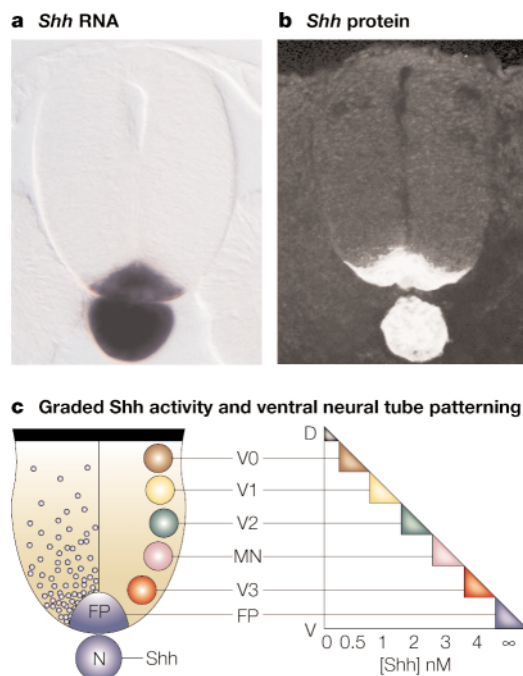 a Shh RNA
b Shh protein
c Graded Shh activity and ventral neural tube patterning
D
V0
V1
V2
MN
V3
FP
FP
V
0 0.5 1 2 3 4 ∞
N
Shh
[Shh] nM